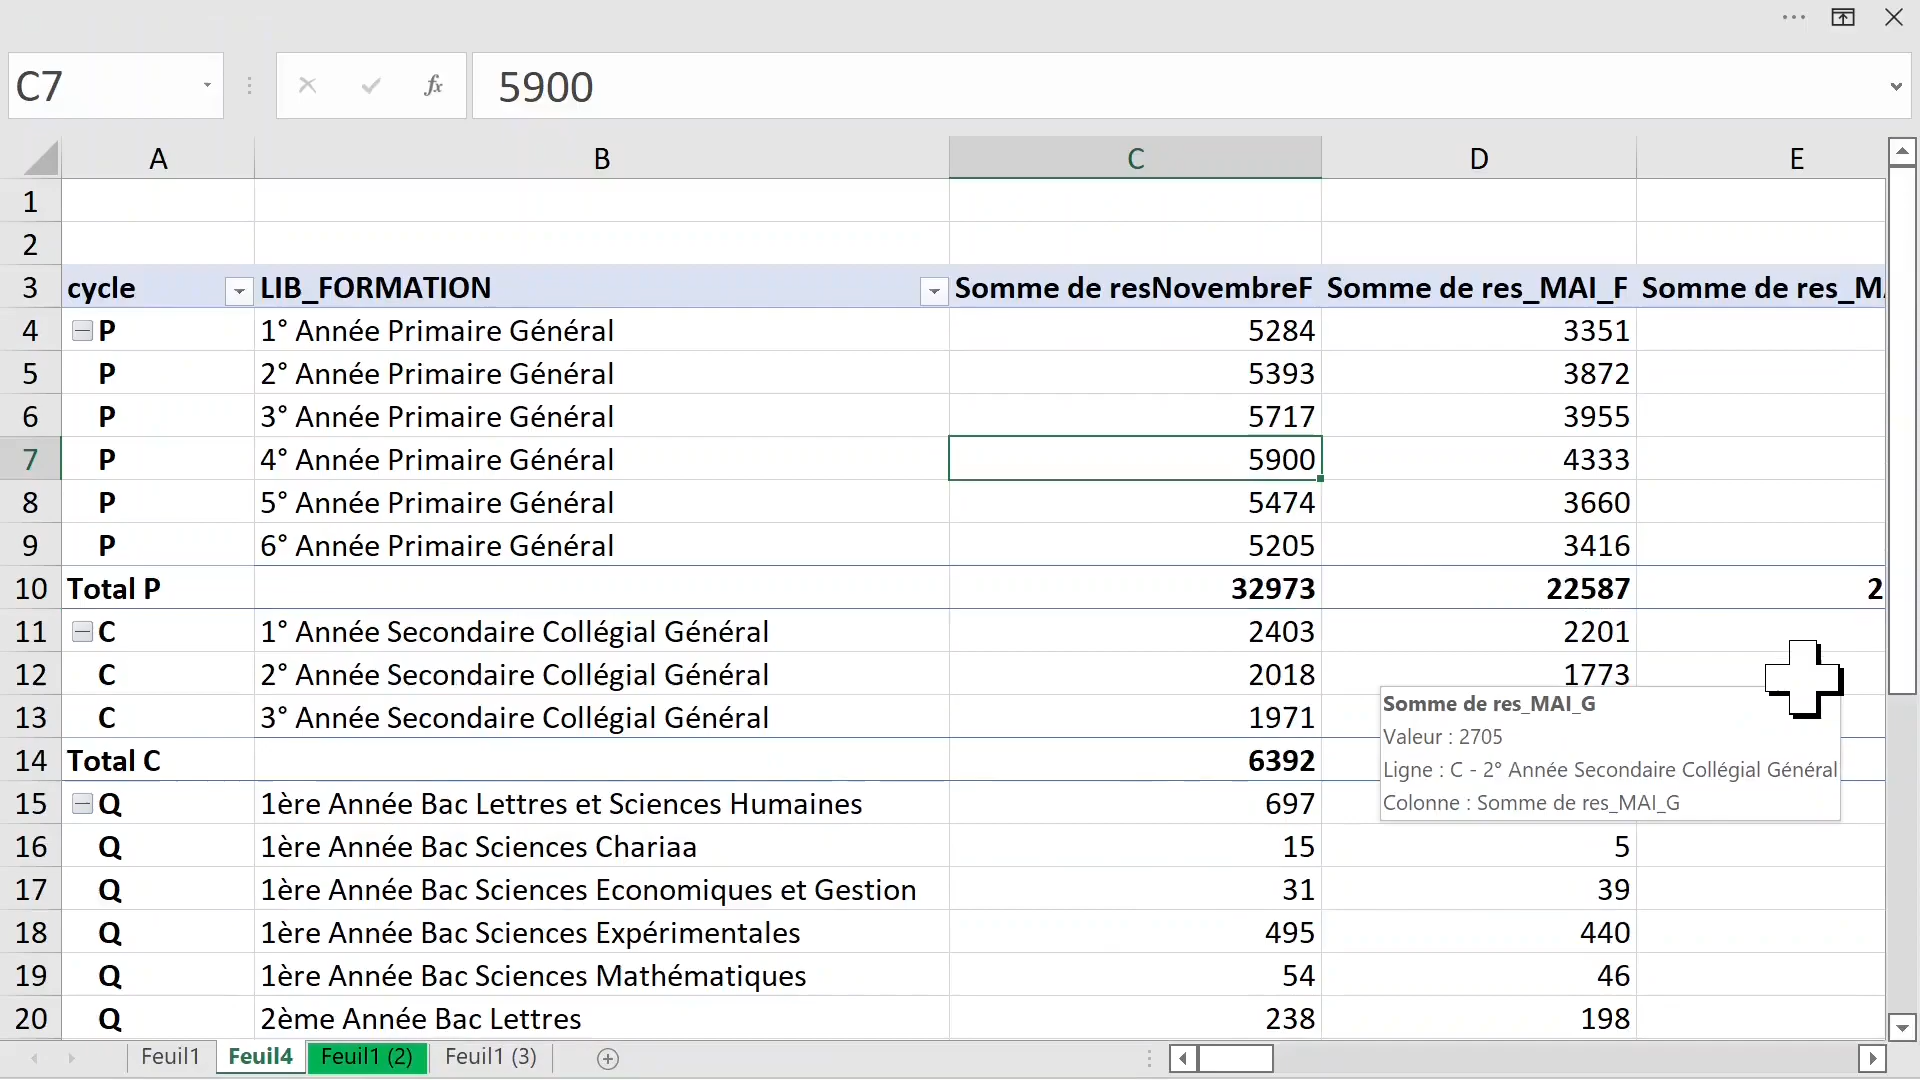 C7 fx 5900
A B C D E
1
2
3 cycle LIB_FORMATION Somme de resNovembreF Somme de res_MAI_F Somme de res_MA
4 P 1° Année Primaire Général 5284 3351
5 P 2° Année Primaire Général 5393 3872
6 P 3° Année Primaire Général 5717 3955
7 P 4° Année Primaire Général 5900 4333
8 P 5° Année Primaire Général 5474 3660
9 P 6° Année Primaire Général 5205 3416
10 Total P 32973 22587 2
11 C 1° Année Secondaire Collégial Général 2403 2201
12 C 2° Année Secondaire Collégial Général 2018 1773
13 C 3° Année Secondaire Collégial Général 1971
14 Total C 6392
15 Q 1ère Année Bac Lettres et Sciences Humaines 697
16 Q 1ère Année Bac Sciences Chariaa 15 5
17 Q 1ère Année Bac Sciences Economiques et Gestion 31 39
18 Q 1ère Année Bac Sciences Expérimentales 495 440
19 Q 1ère Année Bac Sciences Mathématiques 54 46
20 Q 2ème Année Bac Lettres 238 198
Somme de res_MAI_G
Valeur : 2705
Ligne : C - 2° Année Secondaire Collégial Général
Colonne : Somme de res_MAI_G
Feuil1 Feuil4 Feuil1 (2) Feuil1 (3)